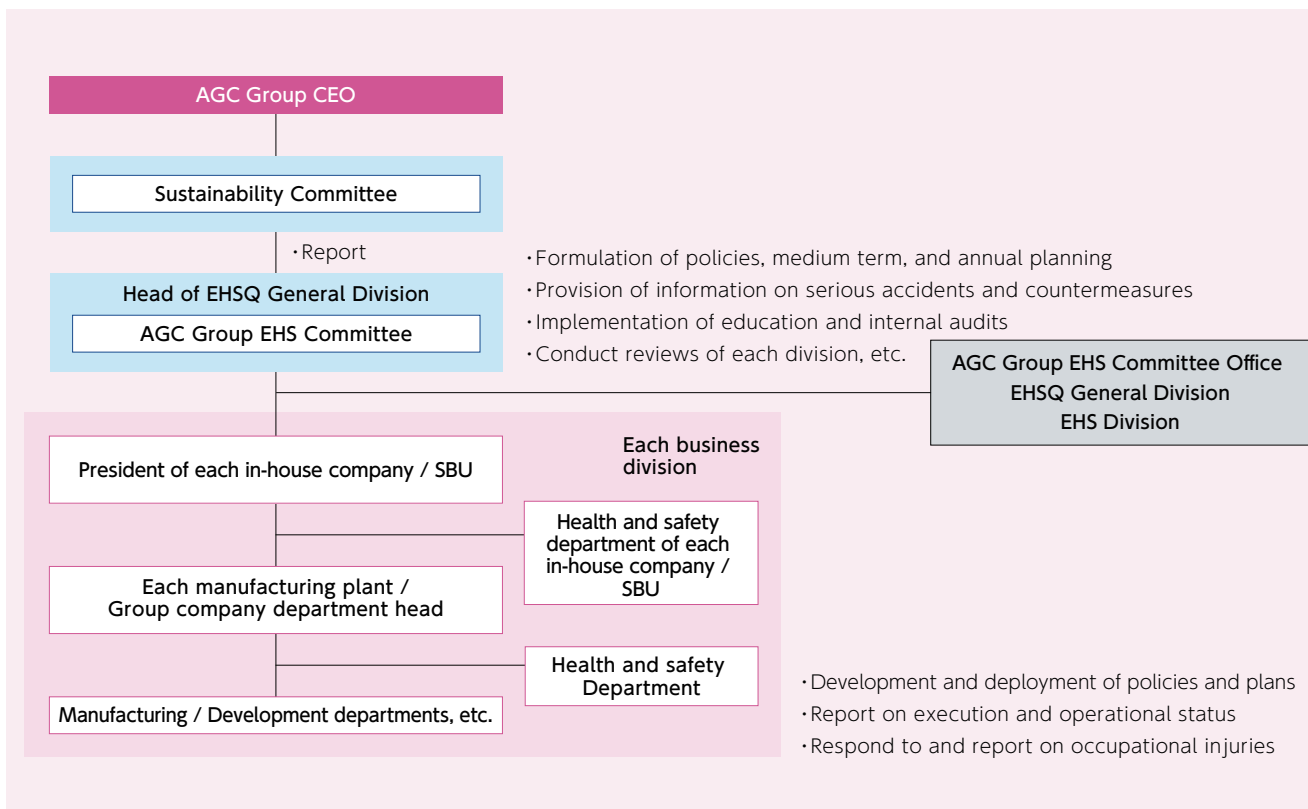 AGC Group CEO
Sustainability Committee
・Report
Head of EHSQ General Division
AGC Group EHS Committee
・Formulation of policies, medium term, and annual planning
・Provision of information on serious accidents and countermeasures
・Implementation of education and internal audits
・Conduct reviews of each division, etc.
AGC Group EHS Committee Office
EHSQ General Division
EHS Division
Each business
division
President of each in-house company / SBU
Health and safety
department of each
in-house company /
SBU
Each manufacturing plant /
Group company department head
Health and safety
Department
Manufacturing / Development departments, etc.
・Development and deployment of policies and plans
・Report on execution and operational status
・Respond to and report on occupational injuries